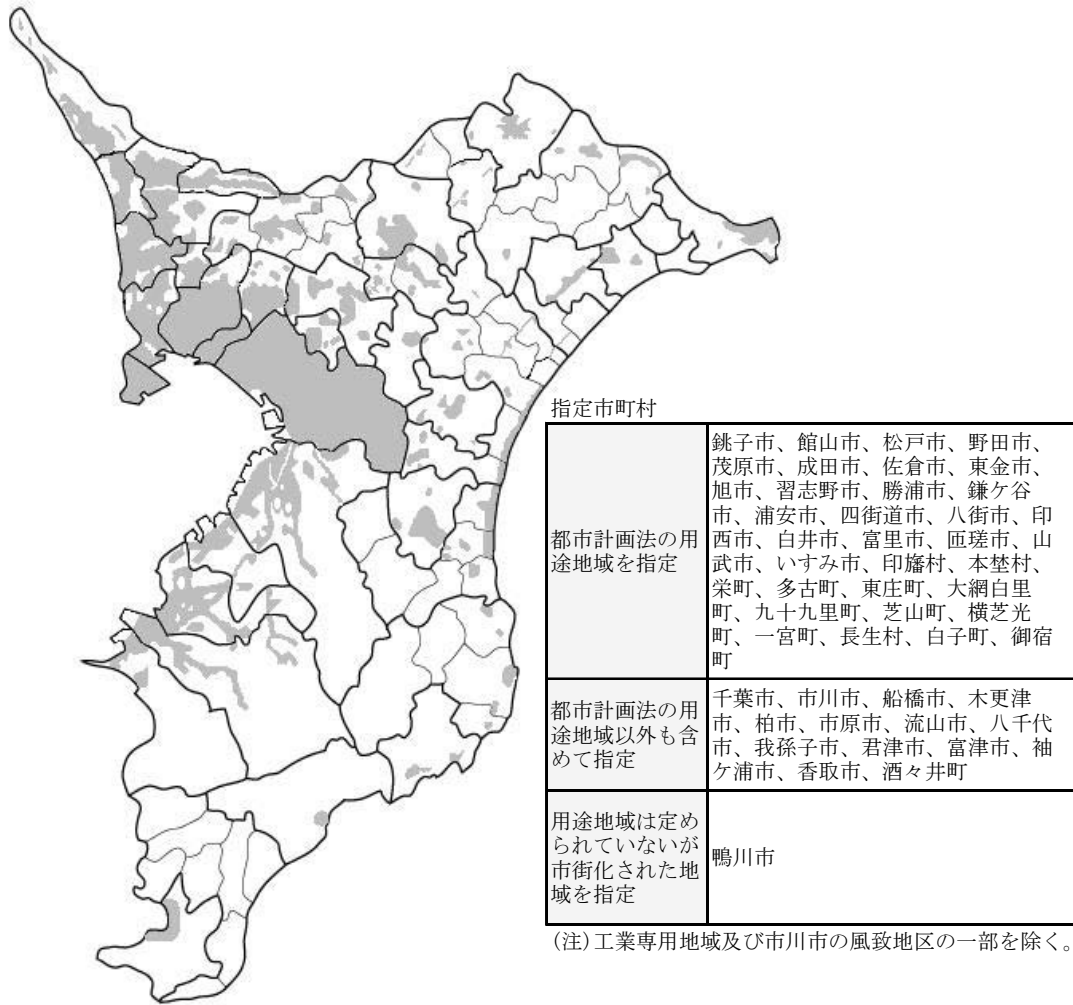 指定市町村
都市計画法の用
途地域を指定
銚子市、館山市、松戸市、野田市、
茂原市、成田市、佐倉市、東金市、
旭市、習志野市、勝浦市、鎌ケ谷
市、浦安市、四街道市、八街市、印
西市、白井市、富里市、匝瑳市、山
武市、いすみ市、印旛村、本埜村、
栄町、多古町、東庄町、大網白里
町、九十九里町、芝山町、横芝光
町、一宮町、長生村、白子町、御宿
町
都市計画法の用
途地域以外も含
めて指定
千葉市、市川市、船橋市、木更津
市、柏市、市原市、流山市、八千代
市、我孫子市、君津市、富津市、袖
ケ浦市、香取市、酒々井町
用途地域は定め
られていないが
市街化された地
域を指定
鴨川市
(注)工業専用地域及び市川市の風致地区の一部を除く。